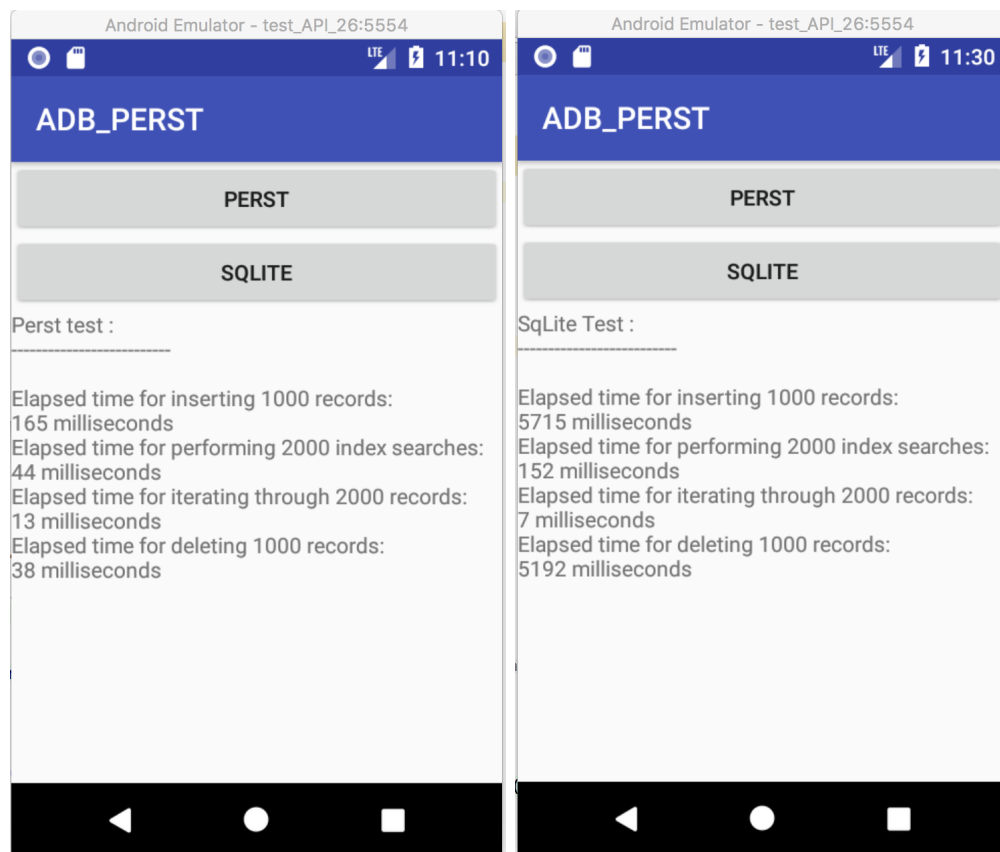 Android Emulator - test_API_26:5554
LTE 11:10
ADB_PERST
PERST
SQLITE
Perst test :
--------------------------
Elapsed time for inserting 1000 records:
165 milliseconds
Elapsed time for performing 2000 index searches:
44 milliseconds
Elapsed time for iterating through 2000 records:
13 milliseconds
Elapsed time for deleting 1000 records:
38 milliseconds
Android Emulator - test_API_26:5554
LTE 11:30
ADB_PERST
PERST
SQLITE
SqLite Test :
--------------------------
Elapsed time for inserting 1000 records:
5715 milliseconds
Elapsed time for performing 2000 index searches:
152 milliseconds
Elapsed time for iterating through 2000 records:
7 milliseconds
Elapsed time for deleting 1000 records:
5192 milliseconds